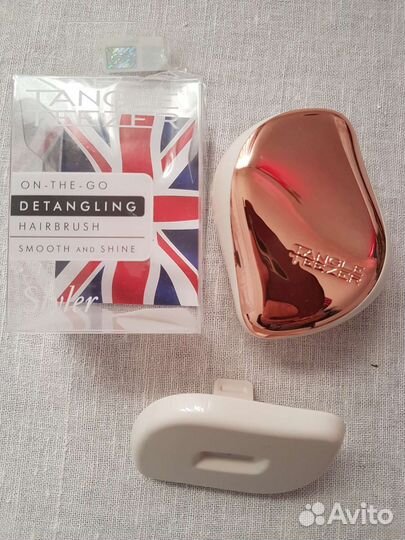 TANGLE
TEEZER
ON-THE-GO
DETANGLING
HAIRBRUSH
SMOOTH AND SHINE
Styler
TANGLE
TEEZER
Avito